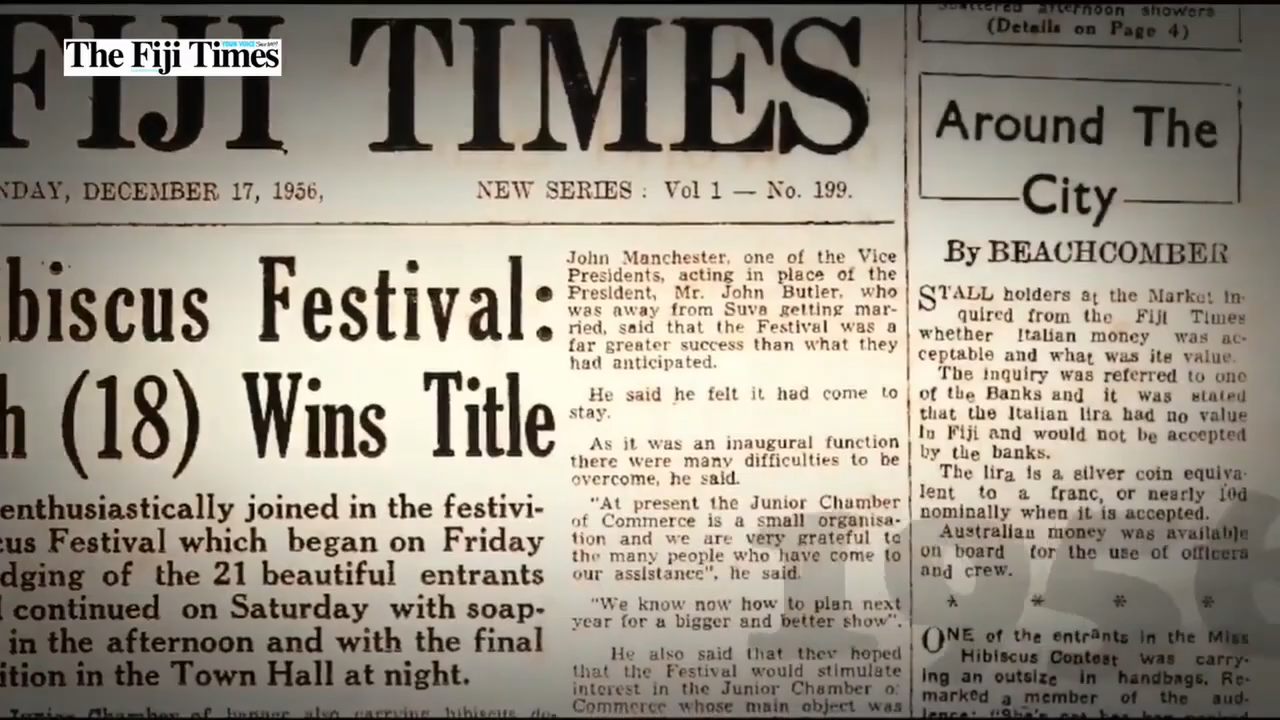 The Fiji Times
FIJI TIMES
NDAY, DECEMBER 17, 1956,
NEW SERIES : Vol 1 — No. 199.
biscus Festival:
h (18) Wins Title
enthusiastically joined in the festivi-
cus Festival which began on Friday
dging of the 21 beautiful entrants
continued on Saturday with soap-
in the afternoon and with the final
ition in the Town Hall at night.
John Manchester, one of the Vice
Presidents, acting in place of the
President, Mr. John Butler, who
was away from Suva getting mar-
ried, said that the Festival was a
far greater success than what they
had anticipated.
He said he felt it had come to
stay.
As it was an inaugural function
there were many difficulties to be
overcome, he said.
"At present the Junior Chamber
of Commerce is a small organisa-
tion and we are very grateful to
the many people who have come to
our assistance", he said.
"We know now how to plan next
year for a bigger and better show".
He also said that they hoped
that the Festival would stimulate
interest in the Junior Chamber o
Commerce whose main object was
scattered afternoon showers
(Details on Page 4)
Around The
City
By BEACHCOMBER
STALL holders at the Market in-
quired from the Fiji Times
whether Italian money was ac-
ceptable and what was its value.
The inquiry was referred to one
of the Banks and it was stated
that the Italian lira had no value
in Fiji and would not be accepted
by the banks.
The lira is a silver coin equiva-
lent to a franc, or nearly 10d
nominally when it is accepted.
Australian money was available
on board for the use of officers
and crew.
* * * *
ONE of the entrants in the Miss
Hibiscus Contest was carry-
ing an outsize in handbags. Re-
marked a member of the aud-